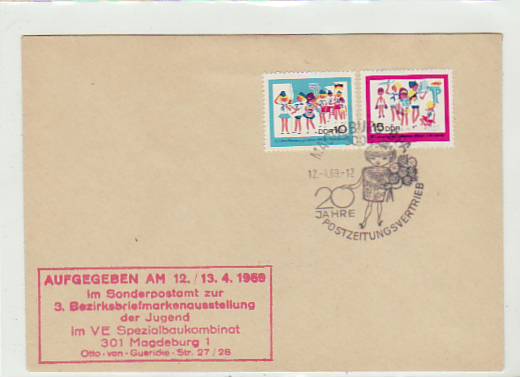 DDR 10
15 DDR
MAGDEBURG
12.-4.69.-12
20
JAHRE
POSTZEITUNGSVERTRIEB
AUFGEGEBEN AM 12. / 13. 4. 1969
im Sonderpostamt zur
3. Bezirksbriefmarkenausstellung
der Jugend
im VE Spezialbaukombinat
301 Magdeburg 1
Otto - von - Guericke - Str. 27 / 28